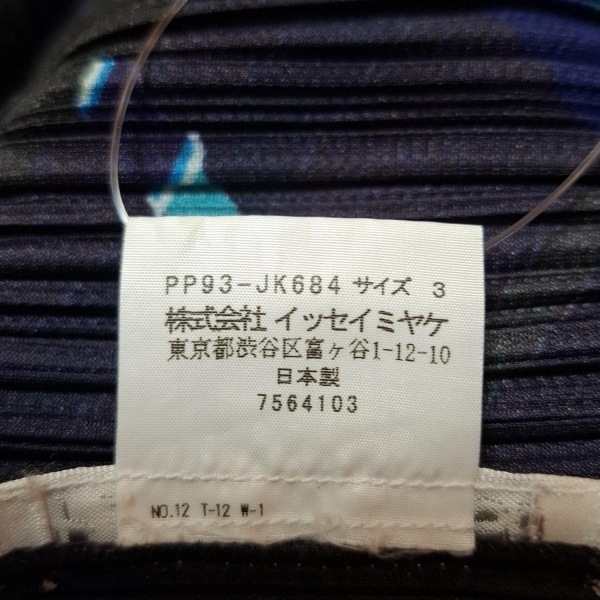 PP93-JK684 サイズ 3
株式会社 イッセイミヤケ
東京都渋谷区富ヶ谷1-12-10
日本製
7564103
NO.12 T-12 W-1